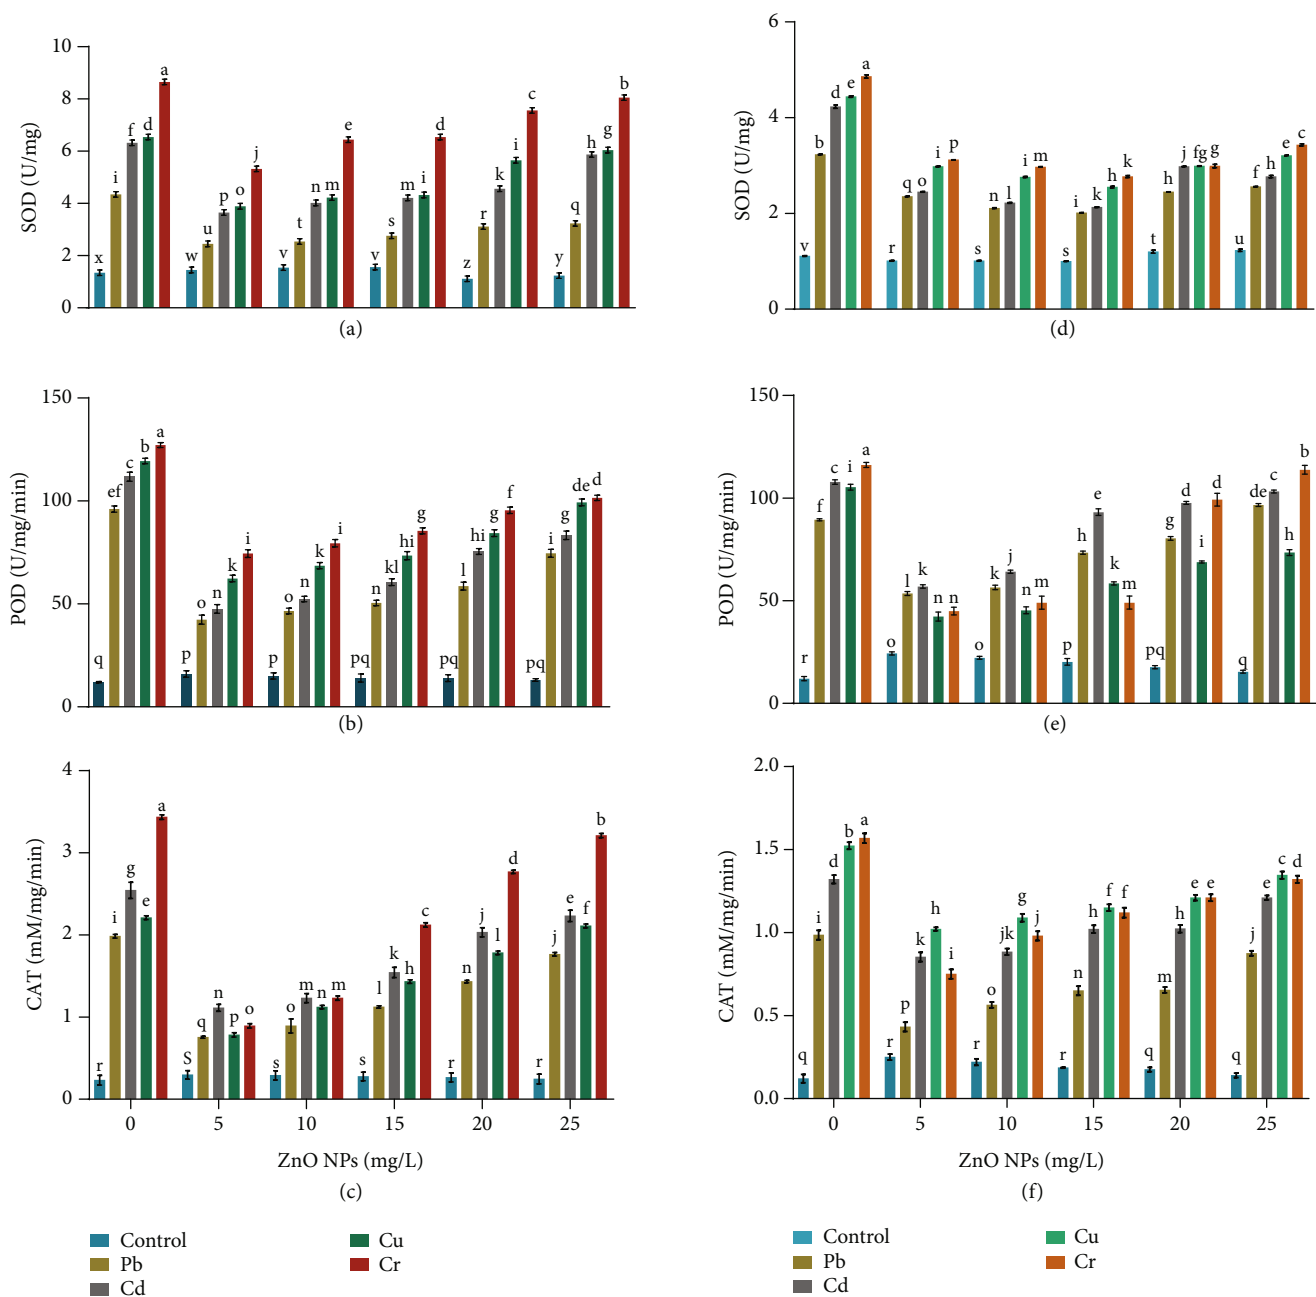 10
8
6
4
2
0
SOD (U/mg)
x i f d a
w u p o j
v t n m e
v s m i d
z r k i c
y q h g b
(a)
6
4
2
0
SOD (U/mg)
v b d e a
r q o i p
s n l i m
s i k h k
t h j fg g
u f h e c
(d)
150
100
50
0
POD (U/mg/min)
q ef c b a
p o n k i
p o n k i
pq n kl hi g
pq l hi g f
pq i g de d
(b)
150
100
50
0
POD (U/mg/min)
r f c i a
o l k n n
o k j n m
p h e k m
pq g d i d
q de c h b
(e)
4
3
2
1
0
CAT (mM/mg/min)
r i g e a
S q n p o
s o m n m
s l k h c
r n j l d
r j e f b
0 5 10 15 20 25
ZnO NPs (mg/L)
(c)
2.0
1.5
1.0
0.5
0.0
CAT (mM/mg/min)
q i d b a
r p k h i
r o jk g j
r n h f f
q m h e e
q j e c d
0 5 10 15 20 25
ZnO NPs (mg/L)
(f)
Control
Pb
Cd
Cu
Cr
Control
Pb
Cd
Cu
Cr